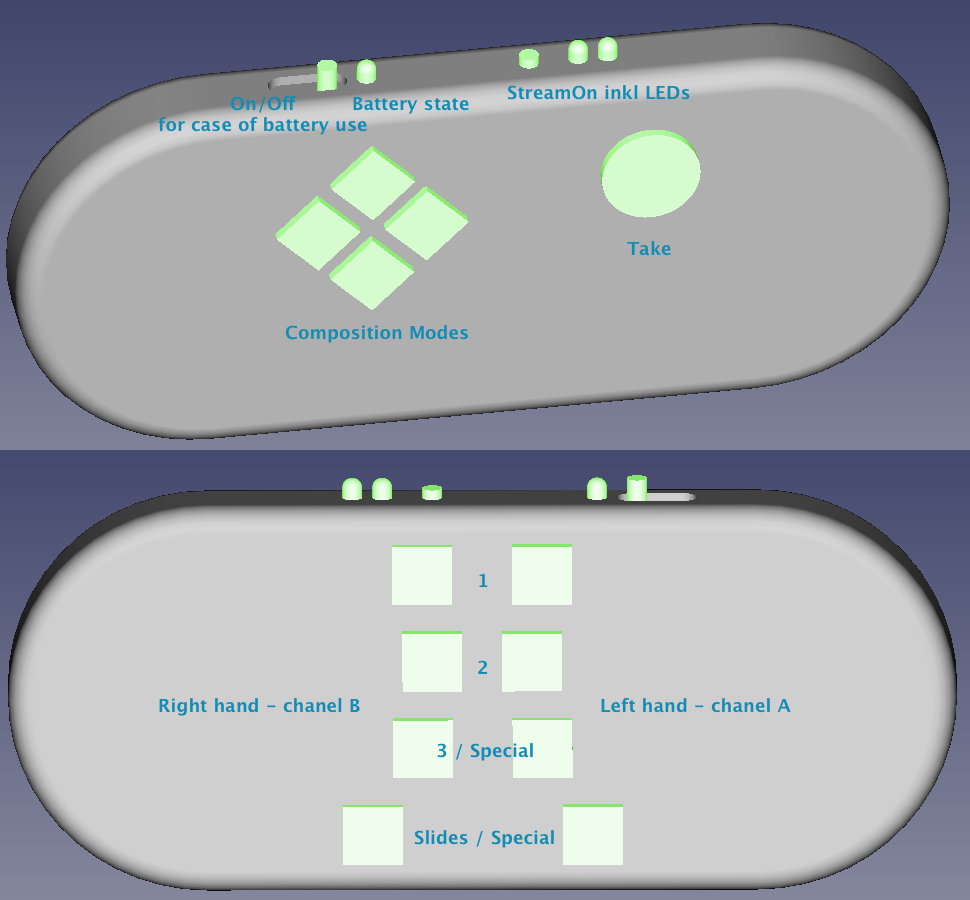 On/Off
for case of battery use
Battery state
StreamOn inkl LEDs
Take
Composition Modes
1
2
Right hand – chanel B
Left hand – chanel A
3 / Special
Slides / Special